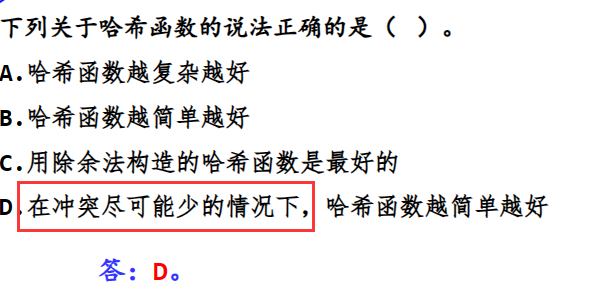 下列关于哈希函数的说法正确的是（ ）。
A.哈希函数越复杂越好
B.哈希函数越简单越好
C.用除余法构造的哈希函数是最好的
D.在冲突尽可能少的情况下，哈希函数越简单越好
答：D。